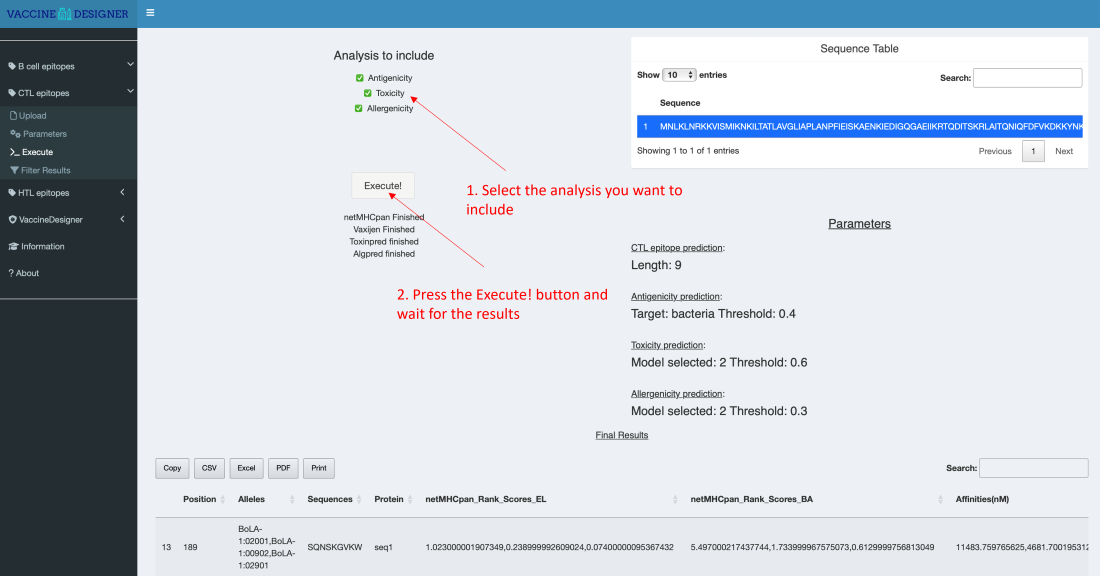 VACCINE DESIGNER
B cell epitopes
CTL epitopes
Upload
Parameters
Execute
Filter Results
HTL epitopes
VaccineDesigner
Information
? About
Analysis to include
Antigenicity
Toxicity
Allergenicity
Execute!
netMHCpan Finished
Vaxijen Finished
Toxinpred finished
Algpred finished
1. Select the analysis you want to
include
2. Press the Execute! button and
wait for the results
Sequence Table
Show 10 entries
Search:
Sequence
1 MNLKLNRKKVISMIKNKILTATLAVGLIAPLANPFIEISKAENKIEDIGQGAEIIKRTQDITSKRLAITQNIQFDFVKDKKYNK
Showing 1 to 1 of 1 entries
Previous 1 Next
Parameters
CTL epitope prediction:
Length: 9
Antigenicity prediction:
Target: bacteria Threshold: 0.4
Toxicity prediction:
Model selected: 2 Threshold: 0.6
Allergenicity prediction:
Model selected: 2 Threshold: 0.3
Final Results
Copy CSV Excel PDF Print
Search:
Position Alleles Sequences Protein netMHCpan_Rank_Scores_EL netMHCpan_Rank_Scores_BA Affinities(nM)
BoLA-
1:02001,BoLA-
13 189 1:00902,BoLA- SQNSKGVKW seq1 1.023000001907349,0.238999992609024,0.07400000095367432 5.497000217437744,1.733999967575073,0.6129999756813049 11483.759765625,4681.700195312
1:02901